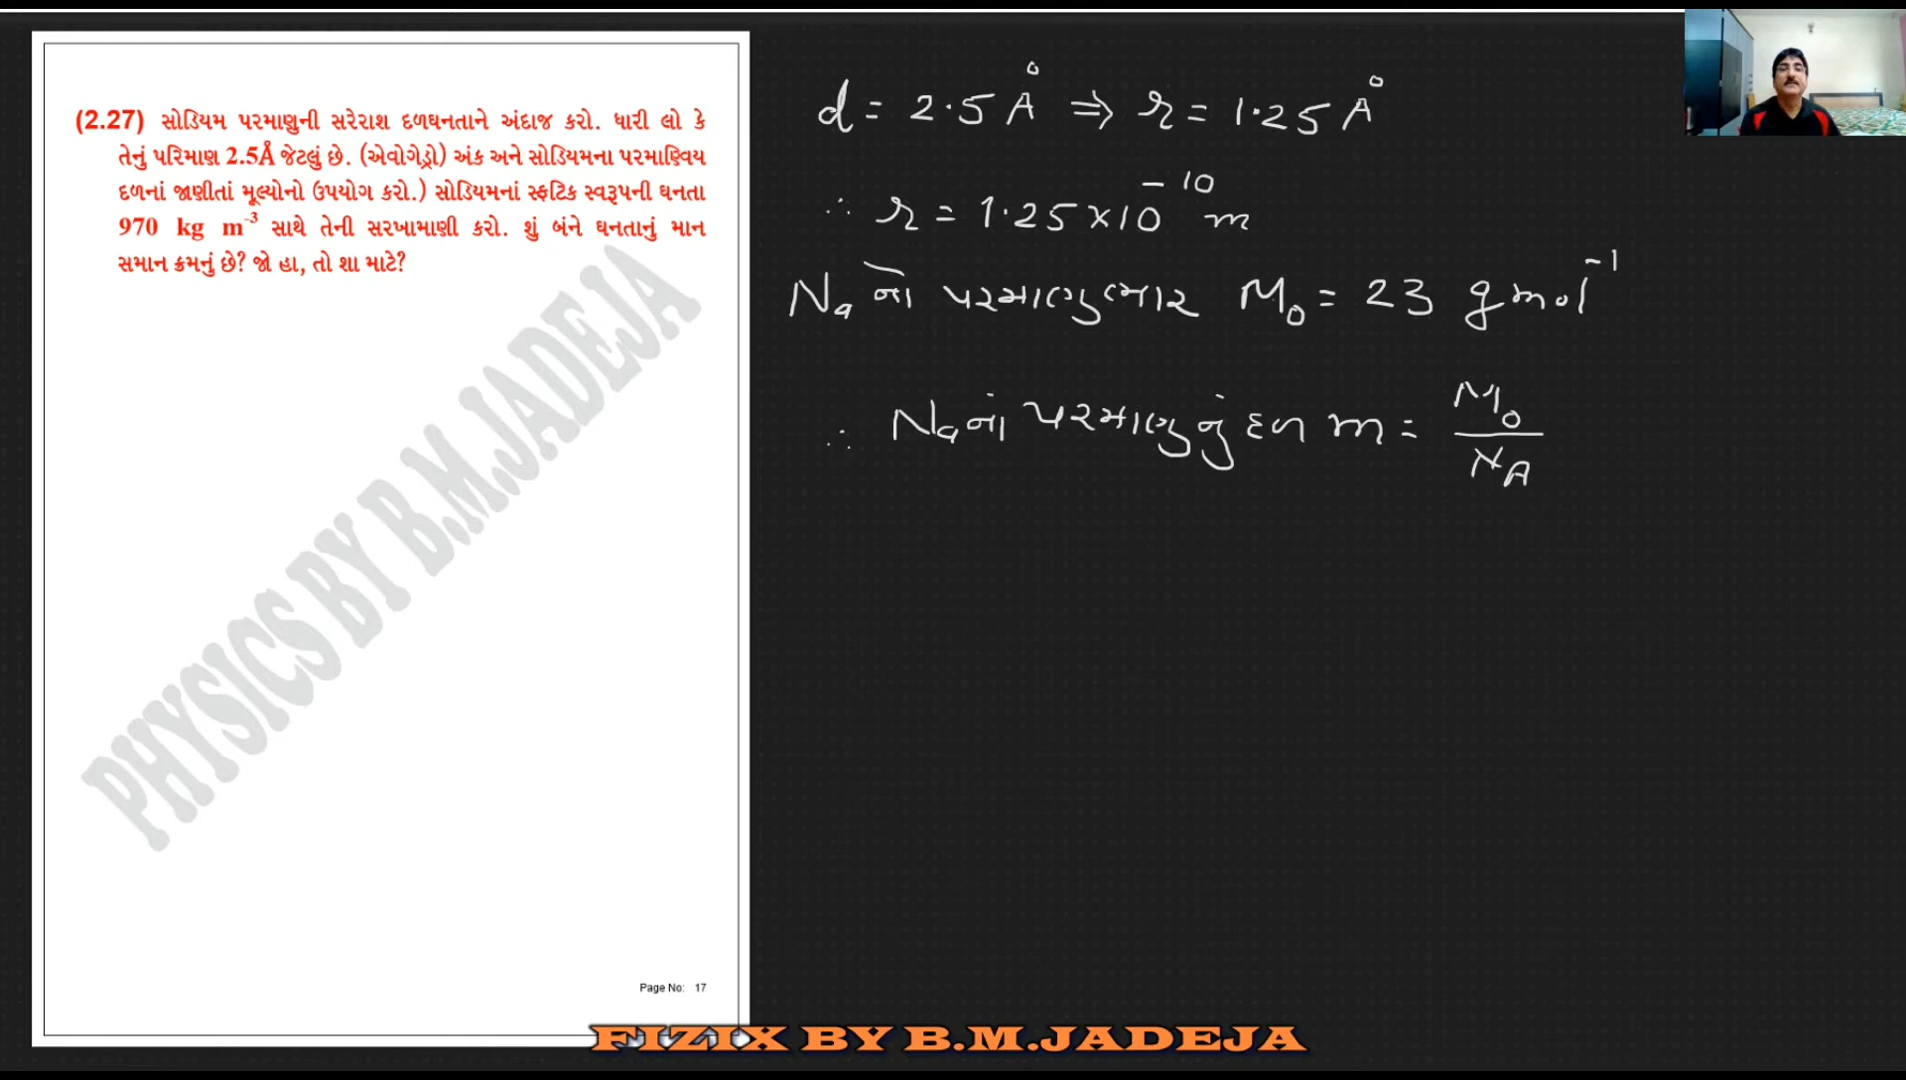 (2.27) સોડિયમ પરમાણુની સરેરાશ દળઘનતાને અંદાજ કરો. ધારી લો કે
તેનું પરિમાણ 2.5Å જેટલું છે. (એવોગેડ્રો) અંક અને સોડિયમના પરમાણ્વિય
દળનાં જાણીતાં મૂલ્યોનો ઉપયોગ કરો.) સોડિયમનાં સ્ફટિક સ્વરૂપની ઘનતા
970 kg m⁻³ સાથે તેની સરખામાણી કરો. શું બંને ઘનતાનું માન
સમાન ક્રમનું છે? જો હા, તો શા માટે?
PHYSICS BY B.M.JADEJA
Page No: 17
d = 2.5 Å ⇒ r = 1.25 Å
∴ r = 1.25 × 10⁻¹⁰ m
Na નો પરમાણુભાર M₀ = 23 g mol⁻¹
∴ Na નાં પરમાણુનું દળ m = M₀ / N_A
FIZIX BY B.M.JADEJA